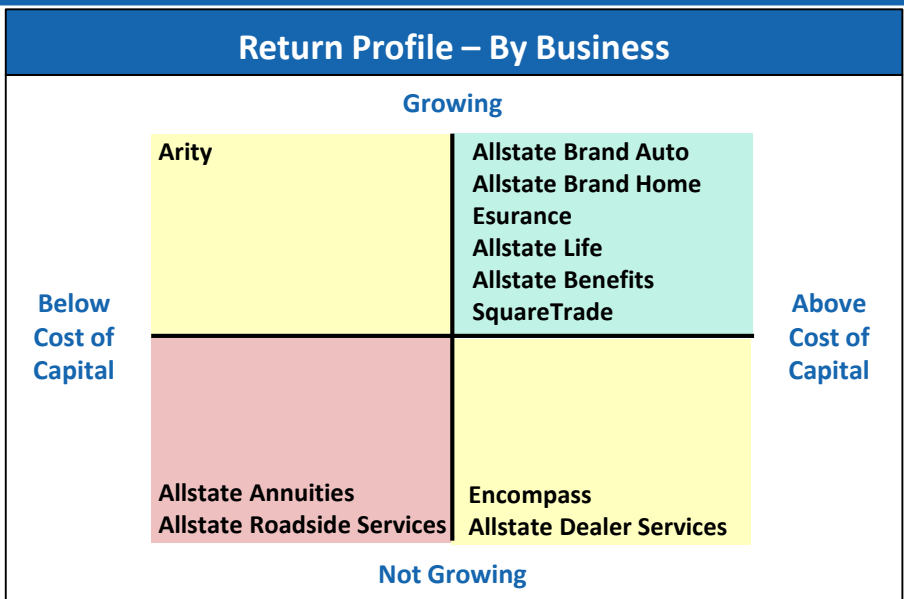 Return Profile – By Business
Growing
Arity
Allstate Brand Auto
Allstate Brand Home
Esurance
Allstate Life
Allstate Benefits
SquareTrade
Below
Cost of
Capital
Above
Cost of
Capital
Allstate Annuities
Allstate Roadside Services
Encompass
Allstate Dealer Services
Not Growing